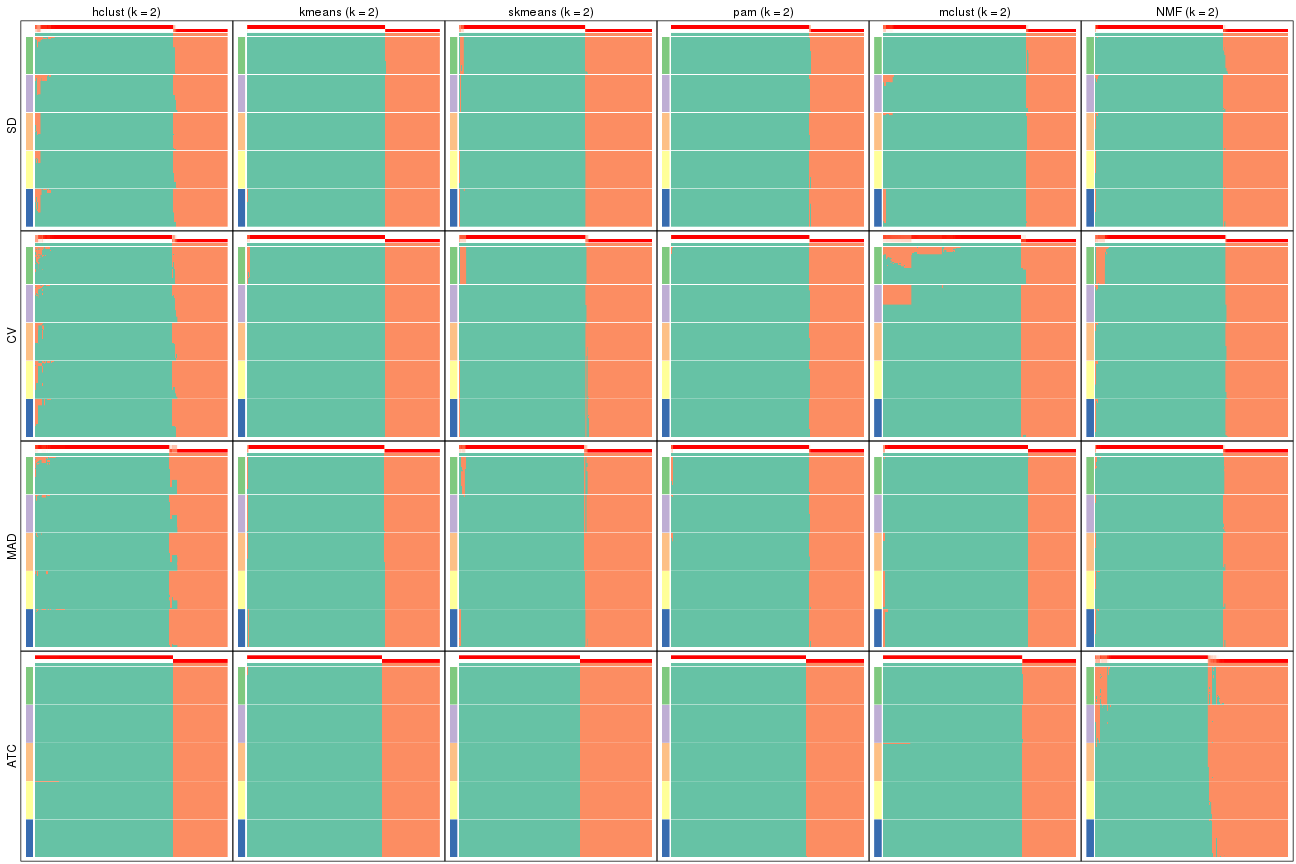 hclust (k = 2) kmeans (k = 2) skmeans (k = 2) pam (k = 2) mclust (k = 2) NMF (k = 2)
SD
CV
MAD
ATC